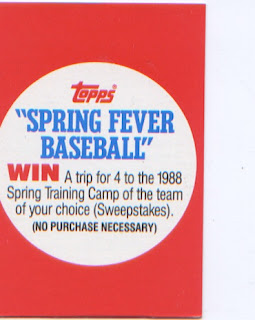 Topps
"SPRING FEVER
BASEBALL"
WIN A trip for 4 to the 1988
Spring Training Camp of the team
of your choice (Sweepstakes).
(NO PURCHASE NECESSARY)